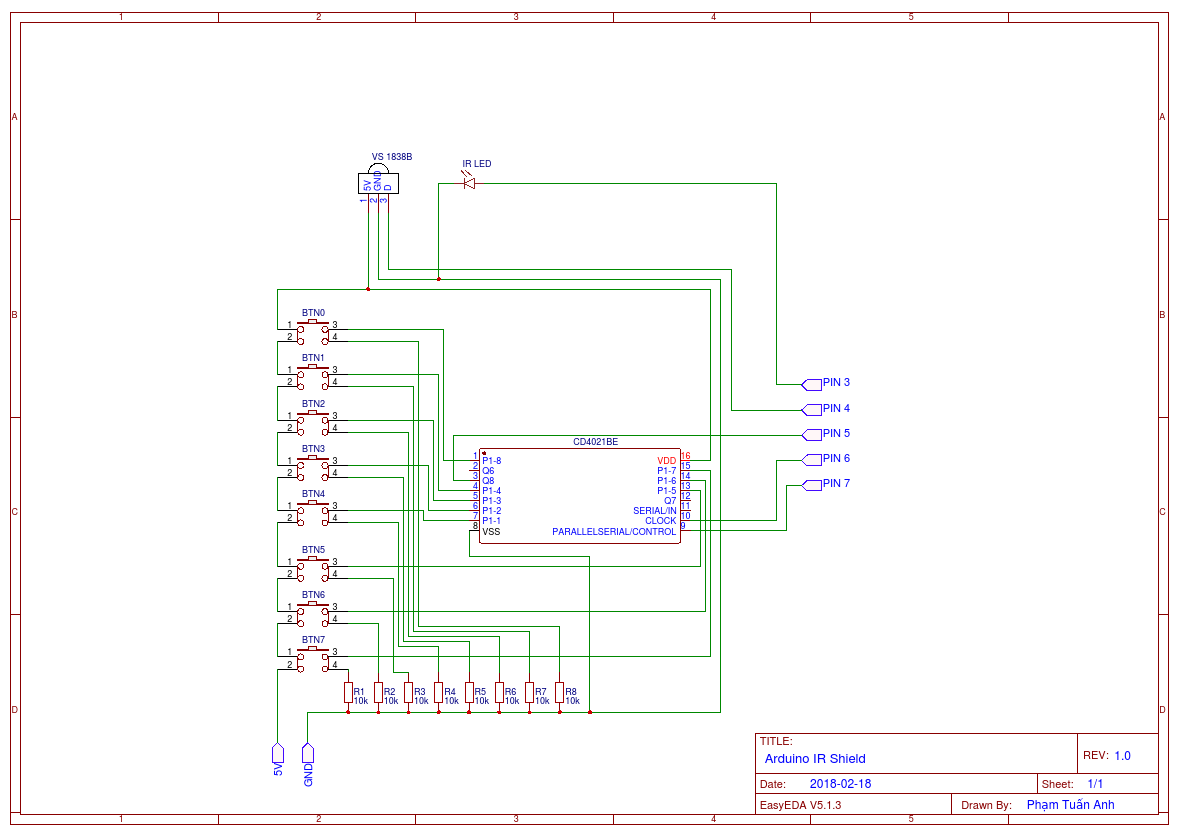 1 2 3 4 5
A A
B B
C C
D D
VS 1838B
5V
GND
D
1
2
3
IR LED
BTN0
1 3
2 4
BTN1
1 3
2 4
BTN2
1 3
2 4
BTN3
1 3
2 4
BTN4
1 3
2 4
BTN5
1 3
2 4
BTN6
1 3
2 4
BTN7
1 3
2 4
CD4021BE
1 P1-8 VDD 16
2 Q6 P1-7 15
3 Q8 P1-6 14
4 P1-4 P1-5 13
5 P1-3 Q7 12
6 P1-2 SERIAL/IN 11
7 P1-1 CLOCK 10
8 VSS PARALLELSERIAL/CONTROL 9
PIN 3
PIN 4
PIN 5
PIN 6
PIN 7
R1 R2 R3 R4 R5 R6 R7 R8
10k 10k 10k 10k 10k 10k 10k 10k
5V
GND
TITLE:
Arduino IR Shield
REV: 1.0
Date: 2018-02-18 Sheet: 1/1
EasyEDA V5.1.3 Drawn By: Phạm Tuấn Anh
1 2 3 4 5